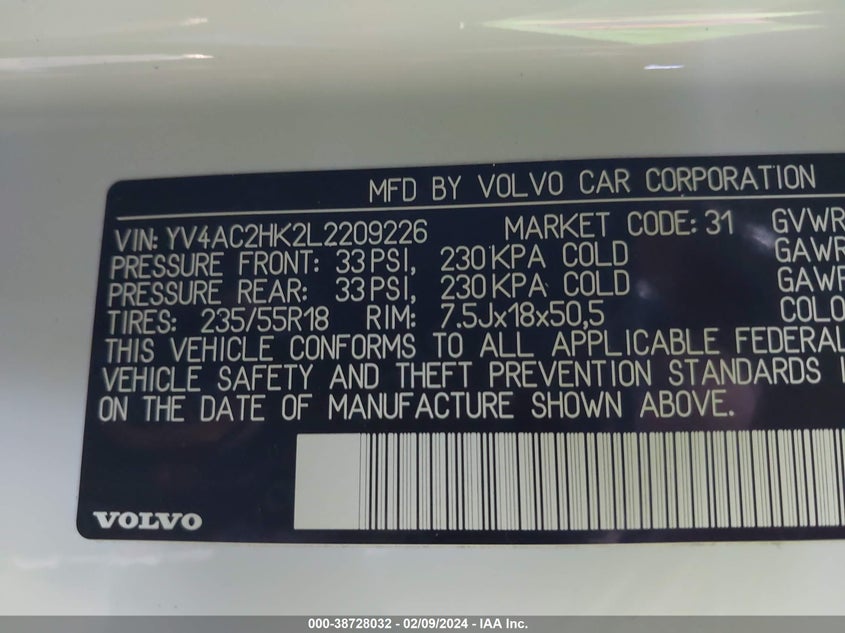 MFD BY VOLVO CAR CORPORATION
VIN: YV4AC2HK2L2209226 MARKET CODE: 31 GVWR
PRESSURE FRONT: 33 PSI, 230 KPA COLD GAWR
PRESSURE REAR: 33 PSI, 230 KPA COLD GAWR
TIRES: 235/55R18 RIM: 7.5Jx18x50,5 COLO
THIS VEHICLE CONFORMS TO ALL APPLICABLE FEDERAL
VEHICLE SAFETY AND THEFT PREVENTION STANDARDS
ON THE DATE OF MANUFACTURE SHOWN ABOVE.
VOLVO
000-38728032 - 02/09/2024 - IAA Inc.